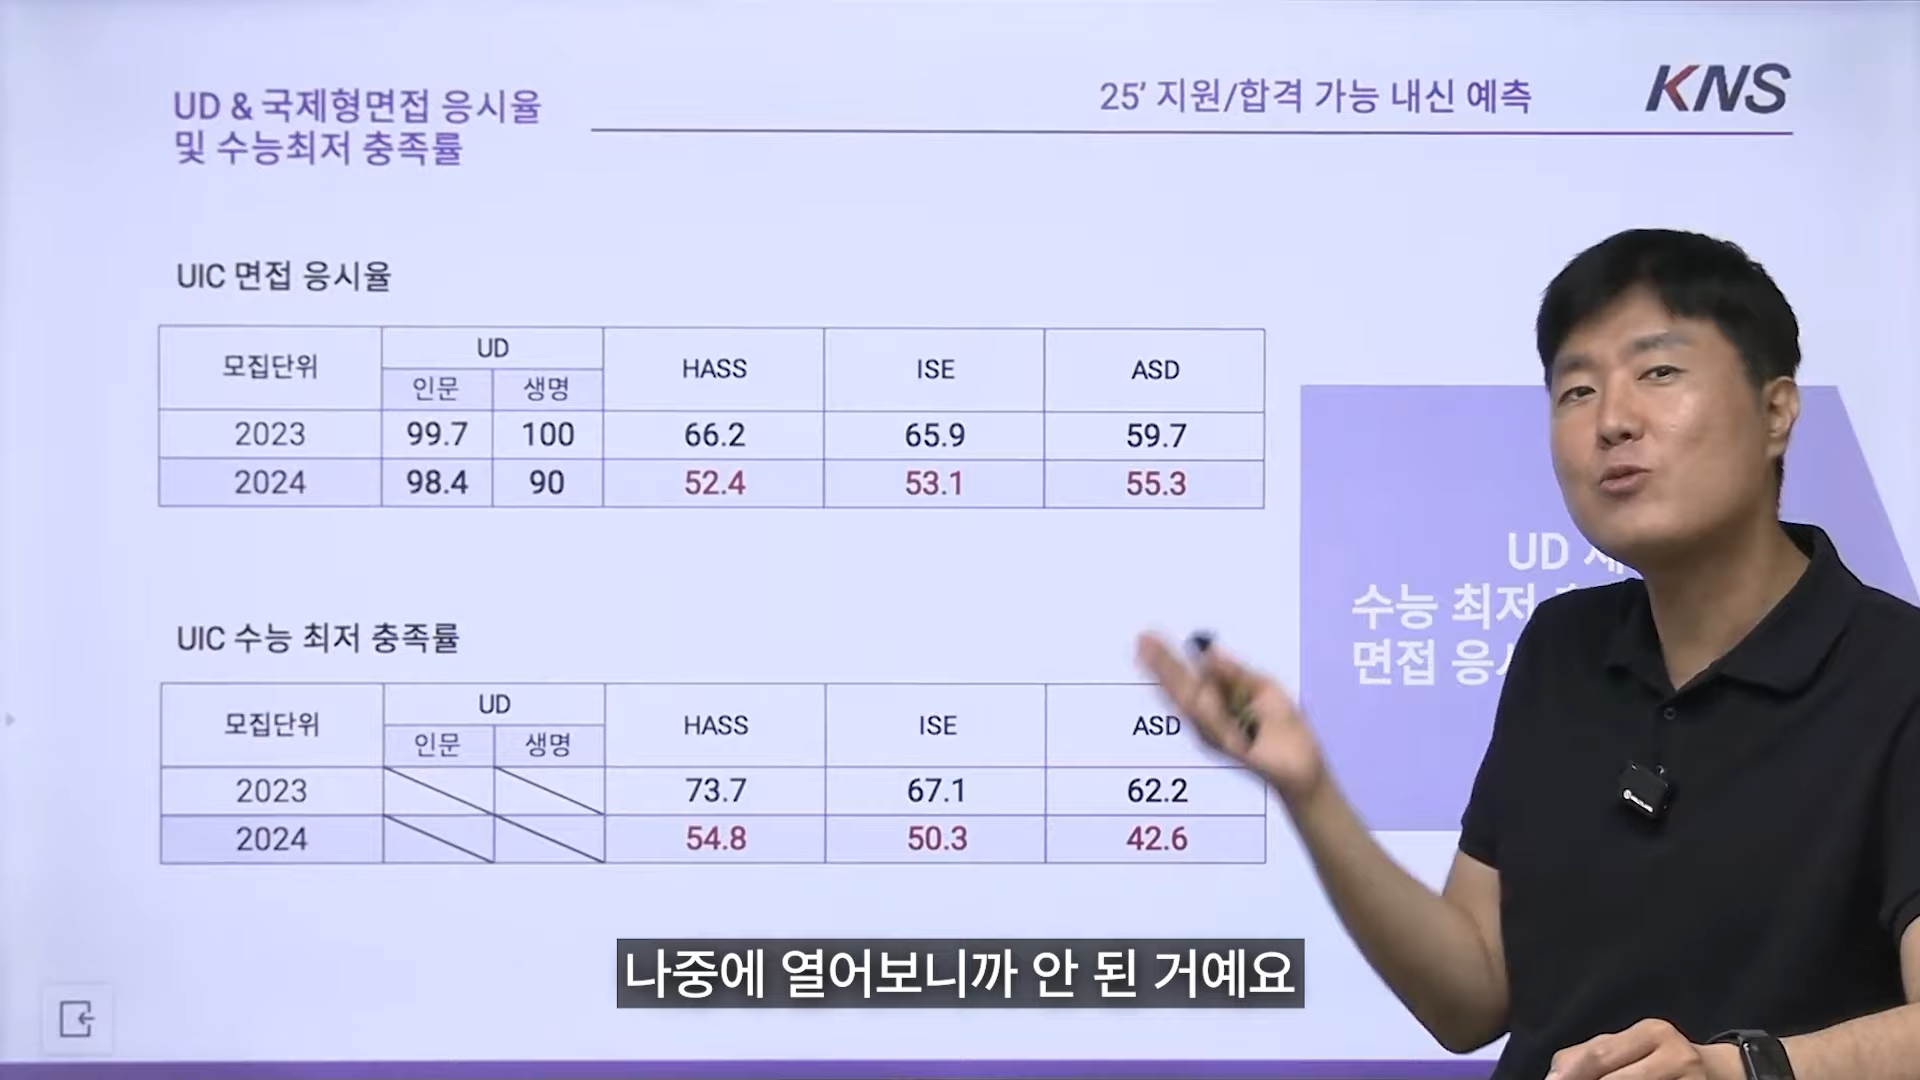 UD & 국제형면접 응시율
및 수능최저 충족률
25’ 지원/합격 가능 내신 예측
KNS
UIC 면접 응시율
모집단위 UD HASS ISE ASD
인문 생명
2023 99.7 100 66.2 65.9 59.7
2024 98.4 90 52.4 53.1 55.3
UD
수능 최저
면접
UIC 수능 최저 충족률
모집단위 UD HASS ISE ASD
인문 생명
2023 73.7 67.1 62.2
2024 54.8 50.3 42.6
나중에 열어보니까 안 된 거예요